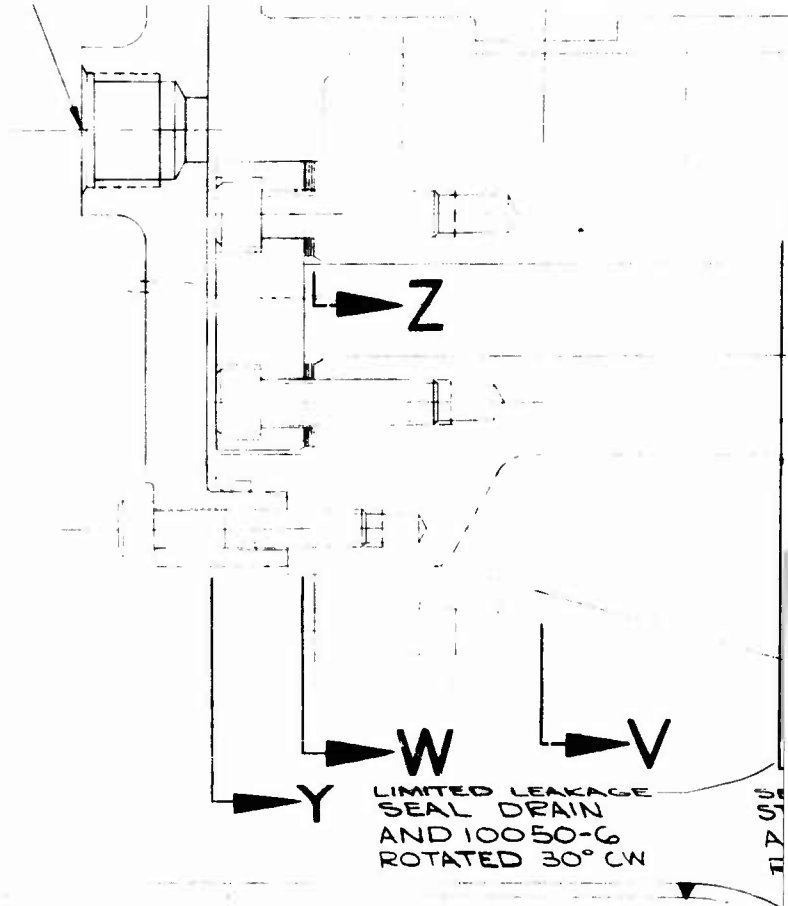 Z
W
V
Y
LIMITED LEAKAGE
SEAL DRAIN
AND 10050-6
ROTATED 30° CW